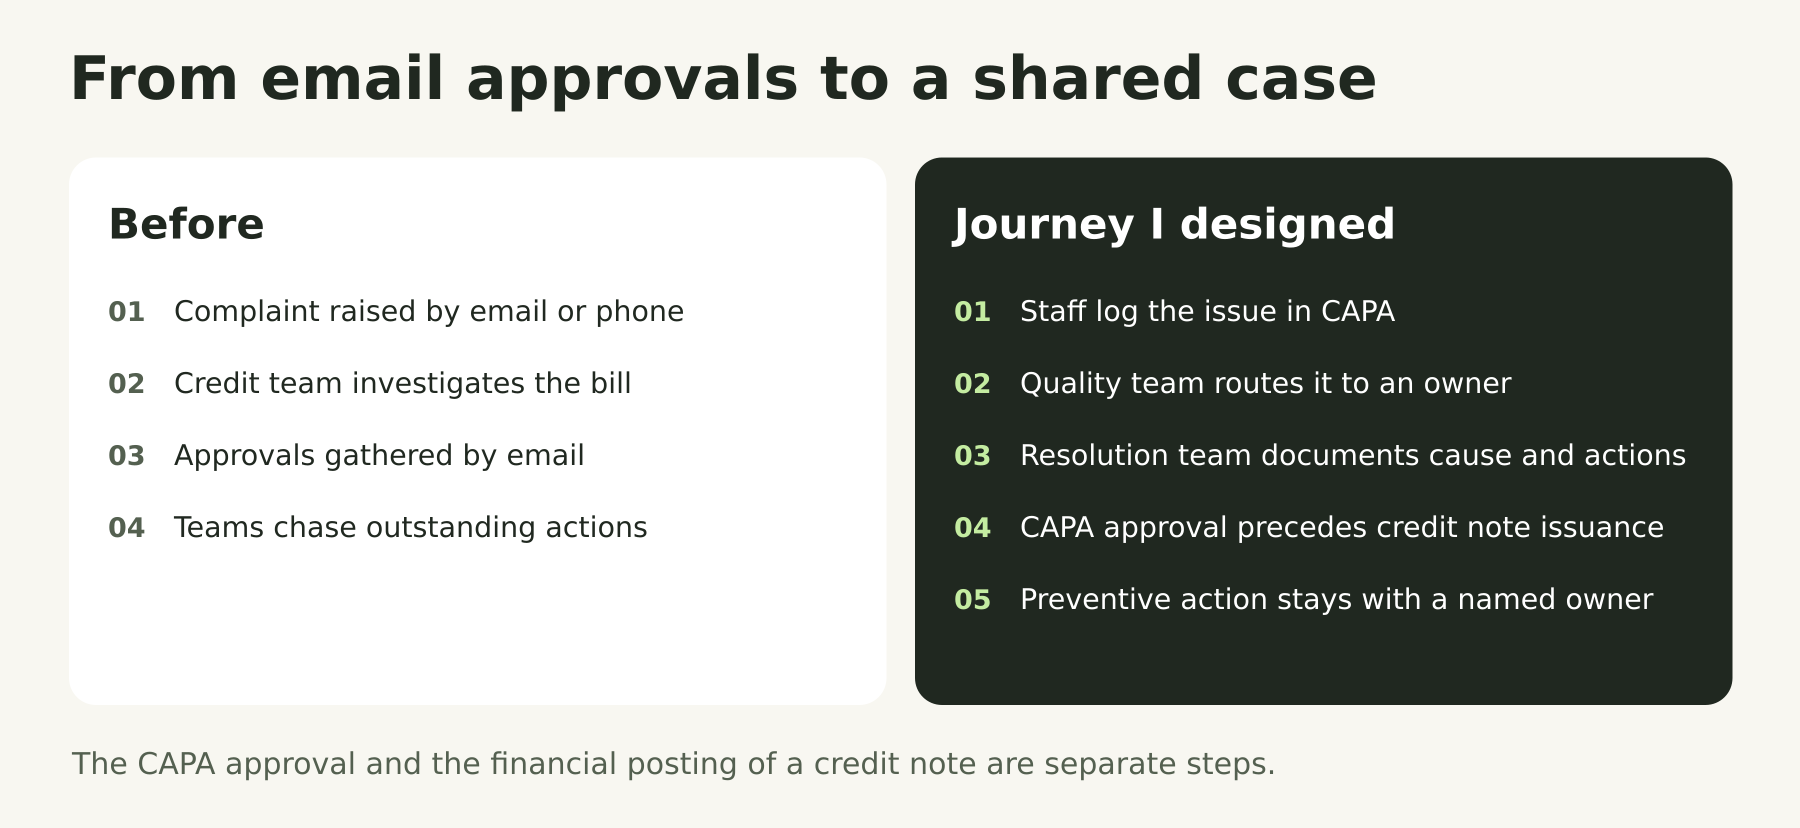 From email approvals to a shared case
Before
01 Complaint raised by email or phone
02 Credit team investigates the bill
03 Approvals gathered by email
04 Teams chase outstanding actions
Journey I designed
01 Staff log the issue in CAPA
02 Quality team routes it to an owner
03 Resolution team documents cause and actions
04 CAPA approval precedes credit note issuance
05 Preventive action stays with a named owner
The CAPA approval and the financial posting of a credit note are separate steps.